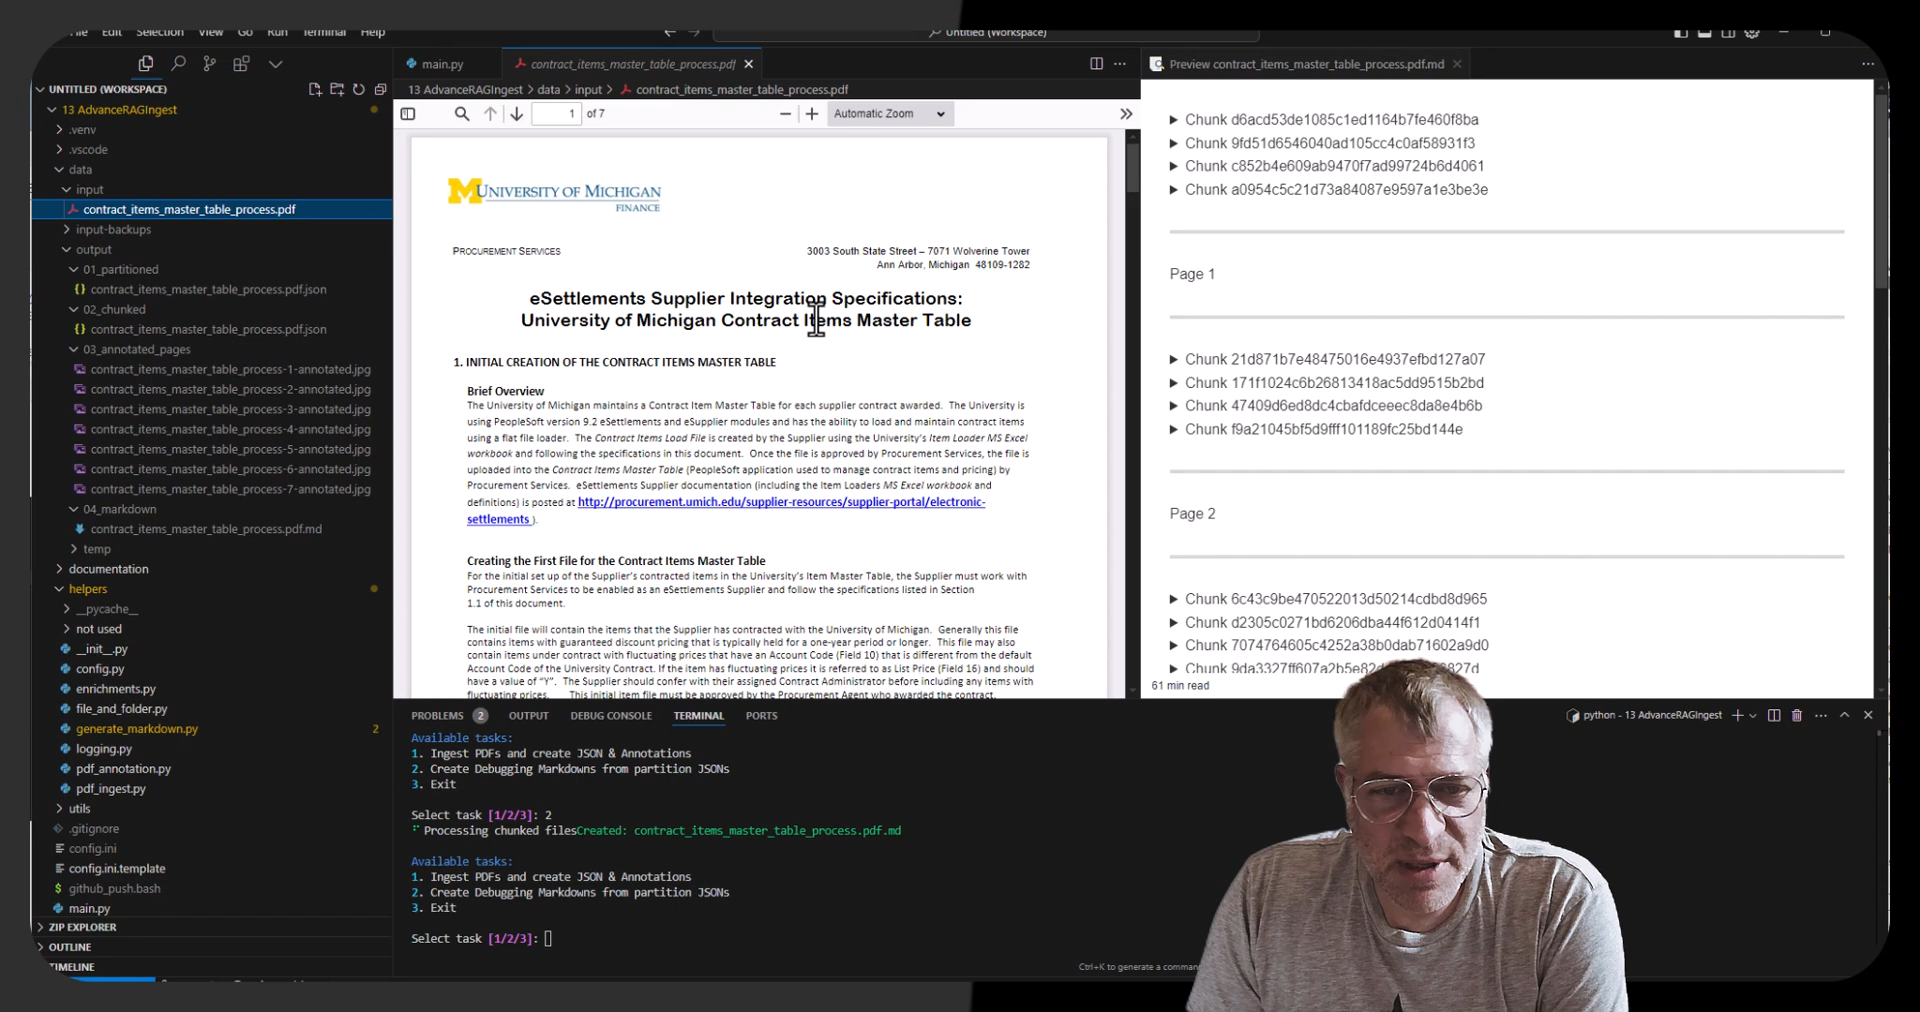 File Edit Selection View Go Run Terminal Help
Untitled (Workspace)
UNTITLED (WORKSPACE)
13 AdvanceRAGIngest
.venv
.vscode
data
input
contract_items_master_table_process.pdf
input-backups
output
01_partitioned
contract_items_master_table_process.pdf.json
02_chunked
contract_items_master_table_process.pdf.json
03_annotated_pages
contract_items_master_table_process-1-annotated.jpg
contract_items_master_table_process-2-annotated.jpg
contract_items_master_table_process-3-annotated.jpg
contract_items_master_table_process-4-annotated.jpg
contract_items_master_table_process-5-annotated.jpg
contract_items_master_table_process-6-annotated.jpg
contract_items_master_table_process-7-annotated.jpg
04_markdown
contract_items_master_table_process.pdf.md
temp
documentation
helpers
__pycache__
not used
__init__.py
config.py
enrichments.py
file_and_folder.py
generate_markdown.py 2
logging.py
pdf_annotation.py
pdf_ingest.py
utils
.gitignore
config.ini
config.ini.template
github_push.bash
main.py
ZIP EXPLORER
OUTLINE
TIMELINE
main.py
contract_items_master_table_process.pdf
13 AdvanceRAGIngest > data > input > contract_items_master_table_process.pdf
1 of 7
Automatic Zoom
M UNIVERSITY OF MICHIGAN
FINANCE
PROCUREMENT SERVICES
3003 South State Street – 7071 Wolverine Tower
Ann Arbor, Michigan 48109-1282
eSettlements Supplier Integration Specifications:
University of Michigan Contract Items Master Table
1. INITIAL CREATION OF THE CONTRACT ITEMS MASTER TABLE
Brief Overview
The University of Michigan maintains a Contract Item Master Table for each supplier contract awarded. The University is
using PeopleSoft version 9.2 eSettlements and eSupplier modules and has the ability to load and maintain contract items
using a flat file loader. The Contract Items Load File is created by the Supplier using the University's Item Loader MS Excel
workbook and following the specifications in this document. Once the file is approved by Procurement Services, the file is
uploaded into the Contract Items Master Table (PeopleSoft application used to manage contract items and pricing) by
Procurement Services. eSettlements Supplier documentation (including the Item Loaders MS Excel workbook and
definitions) is posted at http://procurement.umich.edu/supplier-resources/supplier-portal/electronic-
settlements ).
Creating the First File for the Contract Items Master Table
For the initial set up of the Supplier's contracted items in the University's Item Master Table, the Supplier must work with
Procurement Services to be enabled as an eSettlements Supplier and follow the specifications listed in Section
1.1 of this document.
The initial file will contain the items that the Supplier has contracted with the University of Michigan. Generally this file
contains items with guaranteed discount pricing that is typically held for a one-year period or longer. This file may also
contain items under contract with fluctuating prices that have an Account Code (Field 10) that is different from the default
Account Code of the University Contract. If the item has fluctuating prices it is referred to as List Price (Field 16) and should
have a value of "Y". The Supplier should confer with their assigned Contract Administrator before including any items with
fluctuating prices. This initial item file must be approved by the Procurement Agent who awarded the contract.
Preview contract_items_master_table_process.pdf.md
Chunk d6acd53de1085c1ed1164b7fe460f8ba
Chunk 9fd51d6546040ad105cc4c0af58931f3
Chunk c852b4e609ab9470f7ad99724b6d4061
Chunk a0954c5c21d73a84087e9597a1e3be3e
Page 1
Chunk 21d871b7e48475016e4937efbd127a07
Chunk 171f1024c6b26813418ac5dd9515b2bd
Chunk 47409d6ed8dc4cbafdceeec8da8e4b6b
Chunk f9a21045bf5d9fff101189fc25bd144e
Page 2
Chunk 6c43c9be470522013d50214cdbd8d965
Chunk d2305c0271bd6206dba44f612d0414f1
Chunk 7074764605c4252a38b0dab71602a9d0
61 min read
PROBLEMS 2 OUTPUT DEBUG CONSOLE TERMINAL PORTS
python - 13 AdvanceRAGIngest
Available tasks:
1. Ingest PDFs and create JSON & Annotations
2. Create Debugging Markdowns from partition JSONs
3. Exit
Select task [1/2/3]: 2
Processing chunked filesCreated: contract_items_master_table_process.pdf.md
Available tasks:
1. Ingest PDFs and create JSON & Annotations
2. Create Debugging Markdowns from partition JSONs
3. Exit
Select task [1/2/3]:
Ctrl+K to generate a